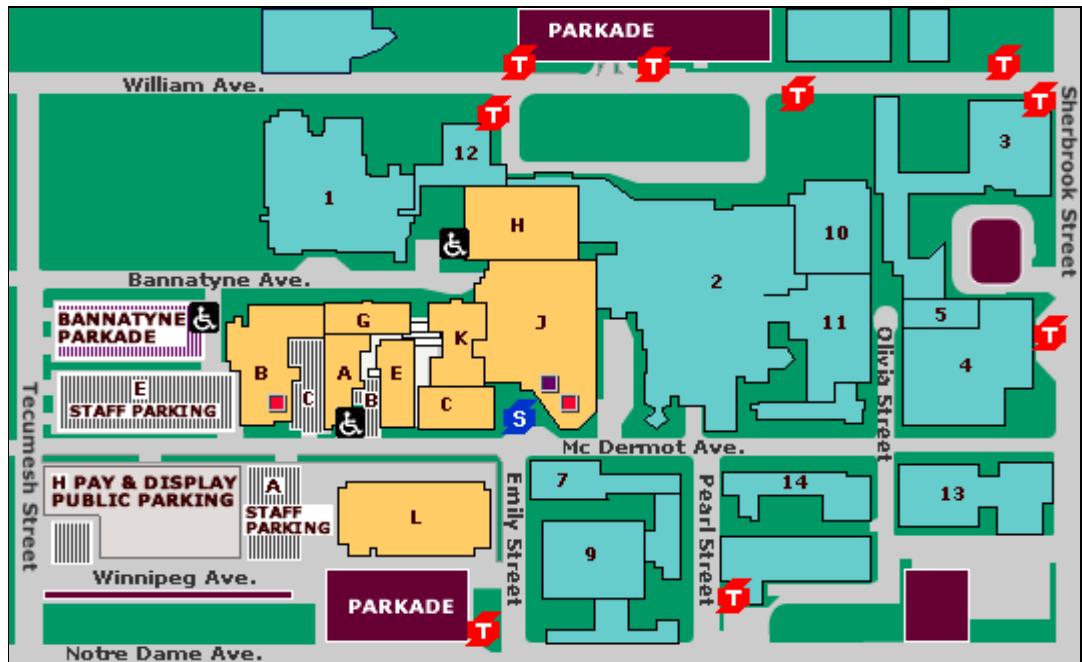 PARKADE
T
T
William Ave.
T
T
T
T
Sherbrook Street
12
3
1
H
10
2
Bannatyne Ave.
BANNATYNE
PARKADE
G
J
K
11
5
Olivia Street
T
4
E
STAFF PARKING
Tecumesh Street
B
C
A
B
E
C
S
Mc Dermot Ave.
H PAY & DISPLAY
PUBLIC PARKING
A
STAFF
PARKING
L
Emily Street
7
Pearl Street
14
13
9
Winnipeg Ave.
PARKADE
T
T
Notre Dame Ave.